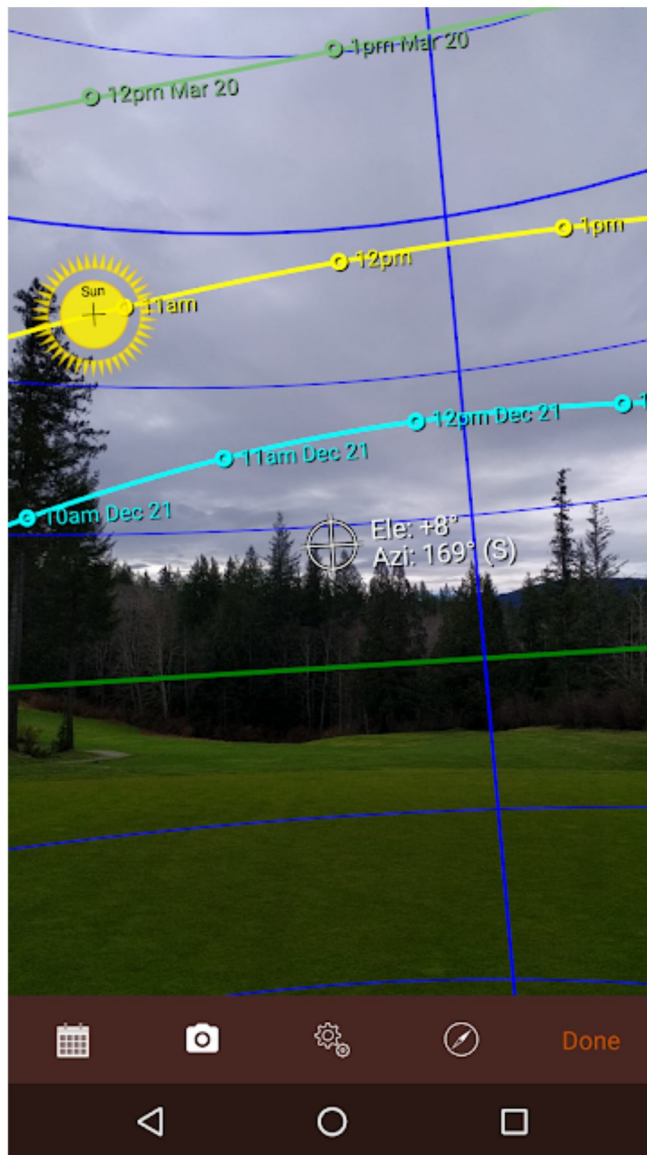 1pm Mar 20
12pm Mar 20
1pm
12pm
Sun
11am
1
12pm Dec 21
11am Dec 21
10am Dec 21
Ele: +8°
Azi: 169° (S)
Done